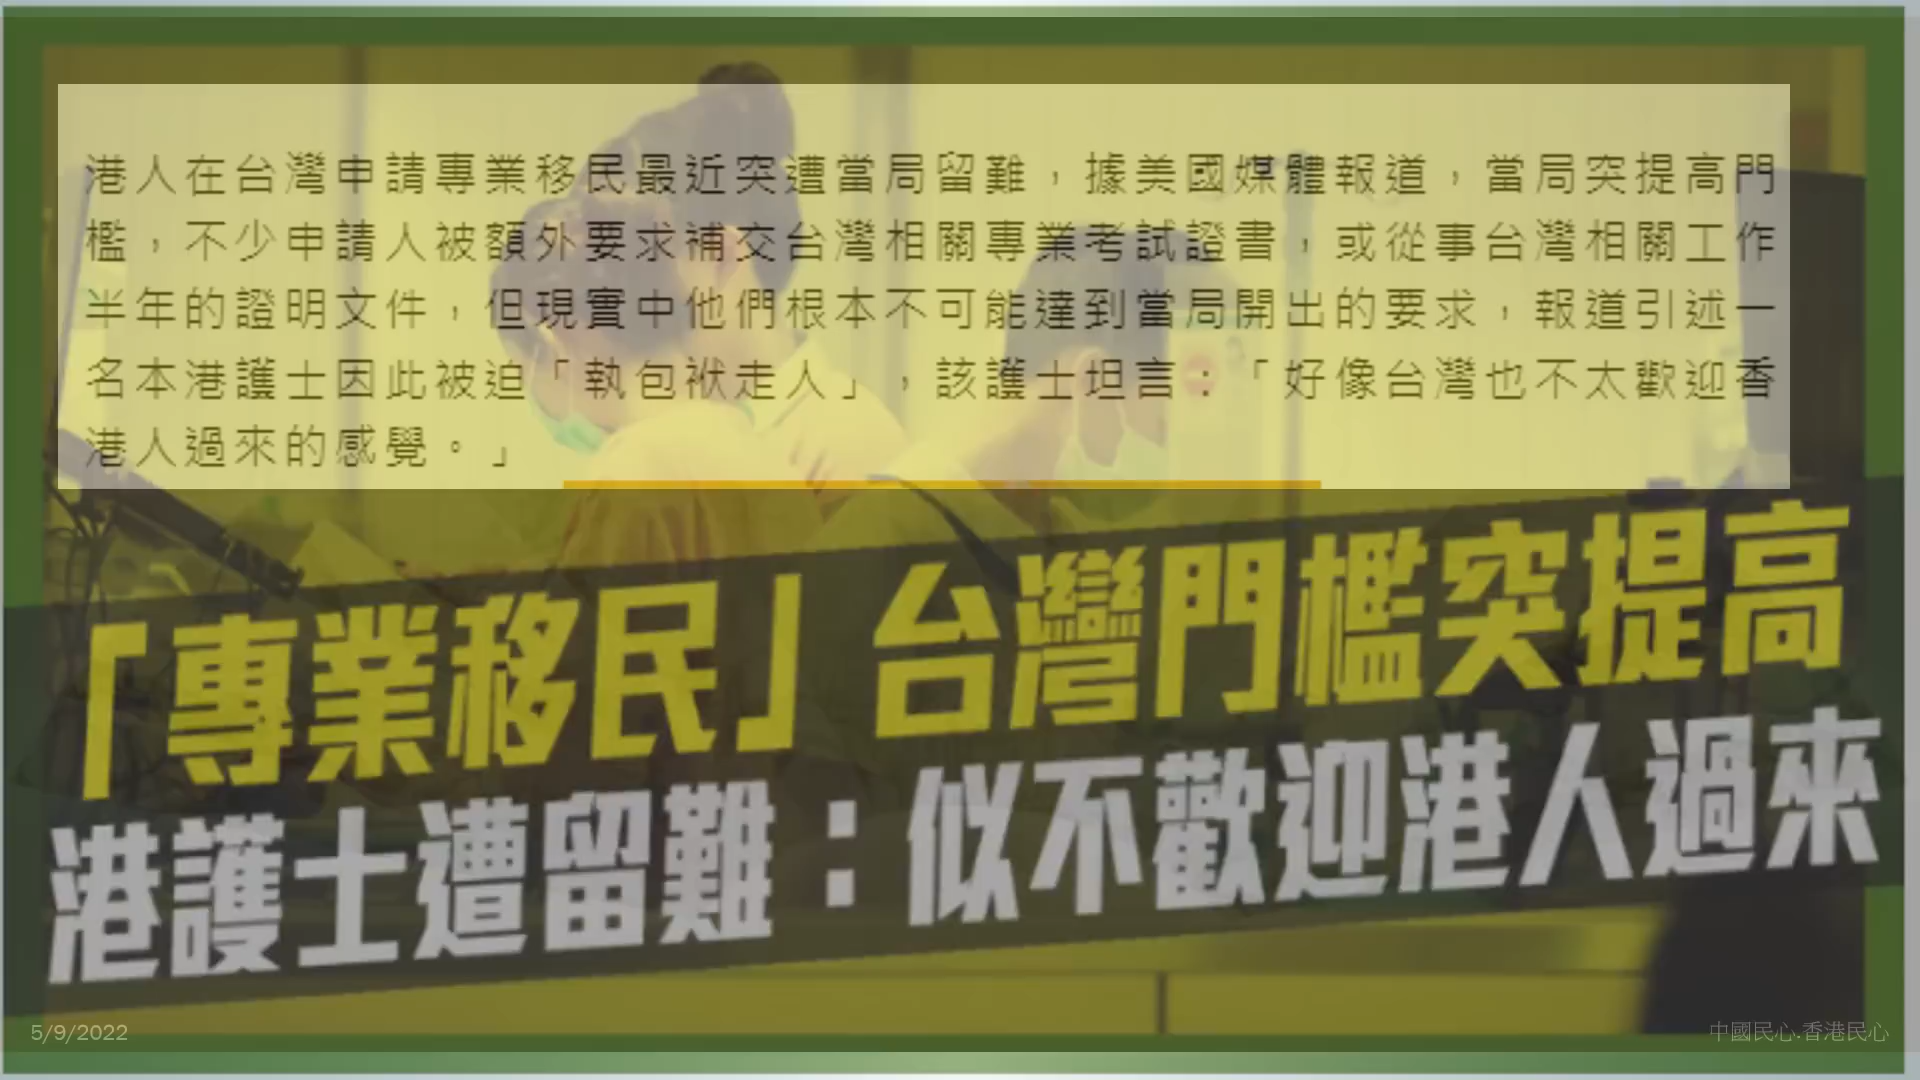 港人在台灣申請專業移民最近突遭當局留難，據美國媒體報道，當局突提高門
檻，不少申請人被額外要求補交台灣相關專業考試證書，或從事台灣相關工作
半年的證明文件，但現實中他們根本不可能達到當局開出的要求，報道引述一
名本港護士因此被迫「執包袱走人」，該護士坦言：「好像台灣也不太歡迎香
港人過來的感覺。」
「專業移民」台灣門檻突提高
港護士遭留難：似不歡迎港人過來
5/9/2022
中國民心.香港民心